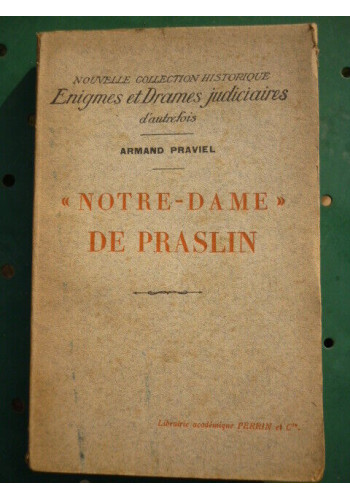 NOUVELLE COLLECTION HISTORIQUE
Enigmes et Drames judiciaires
d'autrefois
ARMAND PRAVIEL
« NOTRE-DAME »
DE PRASLIN
Librairie académique PERRIN et Cie.